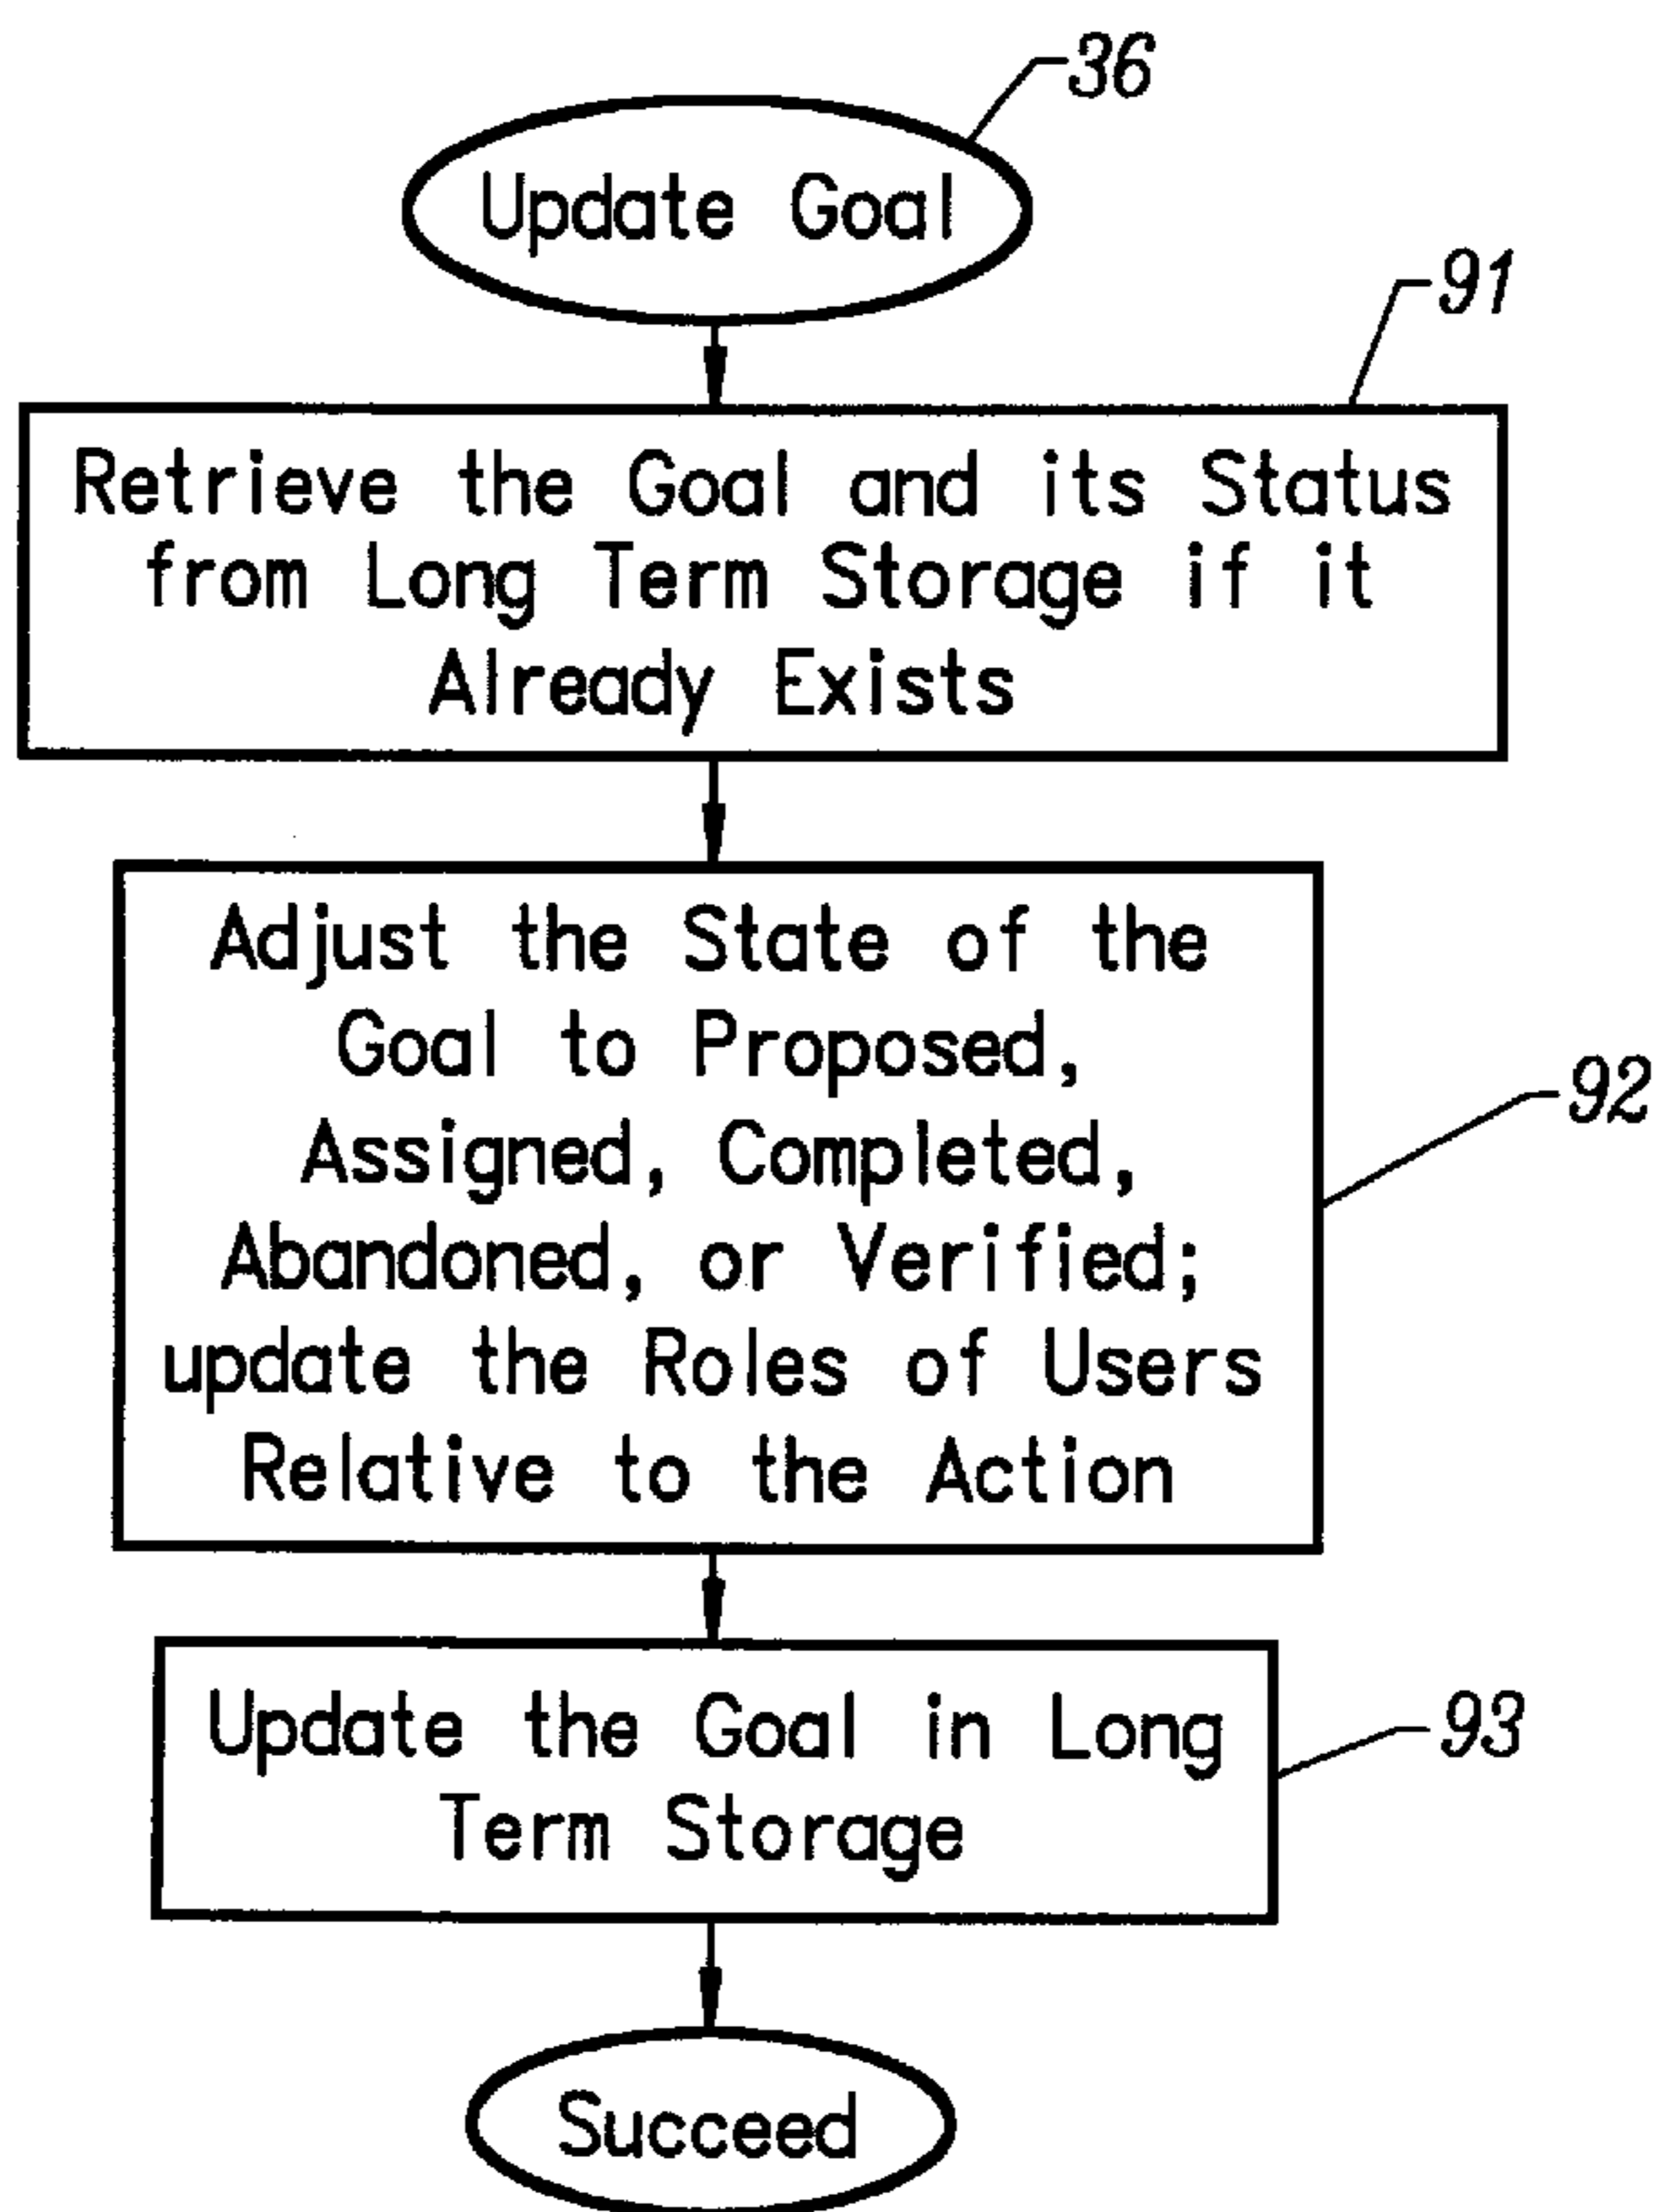 36
Update Goal
91
Retrieve the Goal and its Status
from Long Term Storage if it
Already Exists
Adjust the State of the
Goal to Proposed,
Assigned, Completed,
Abandoned, or Verified;
update the Roles of Users
Relative to the Action
92
Update the Goal in Long
Term Storage
93
Succeed